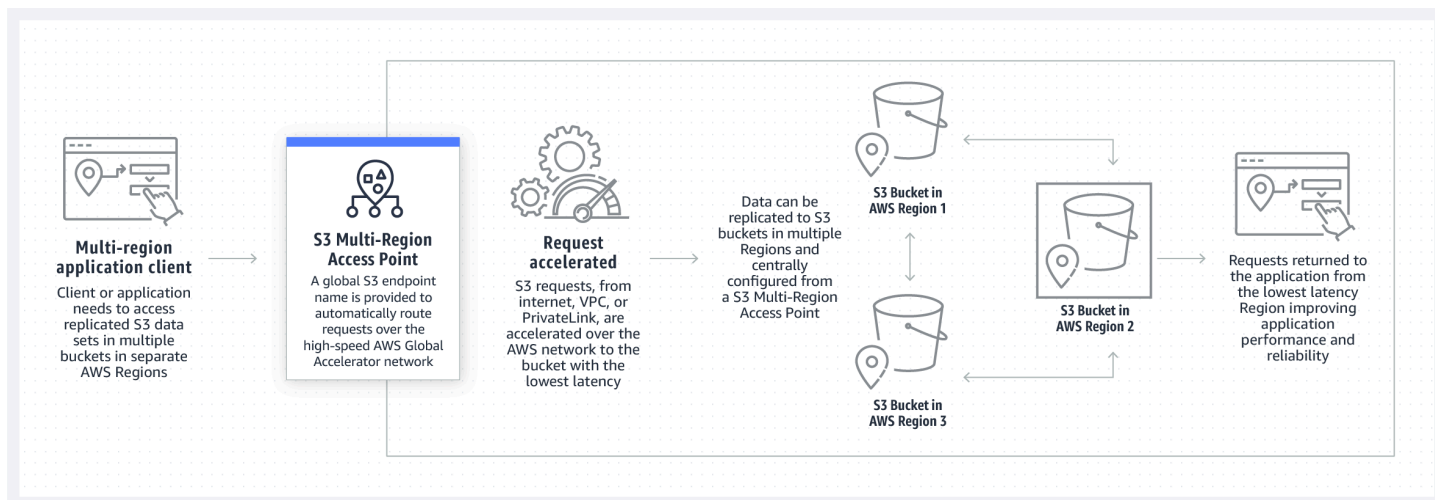 Multi-region
application client
Client or application
needs to access
replicated S3 data
sets in multiple
buckets in separate
AWS Regions
S3 Multi-Region
Access Point
A global S3 endpoint
name is provided to
automatically route
requests over the
high-speed AWS Global
Accelerator network
Request
accelerated
S3 requests, from
internet, VPC, or
PrivateLink, are
accelerated over the
AWS network to the
bucket with the
lowest latency
Data can be
replicated to S3
buckets in multiple
Regions and
centrally
configured from
a S3 Multi-Region
Access Point
S3 Bucket in
AWS Region 1
S3 Bucket in
AWS Region 3
S3 Bucket in
AWS Region 2
Requests returned to
the application from
the lowest latency
Region improving
application
performance and
reliability